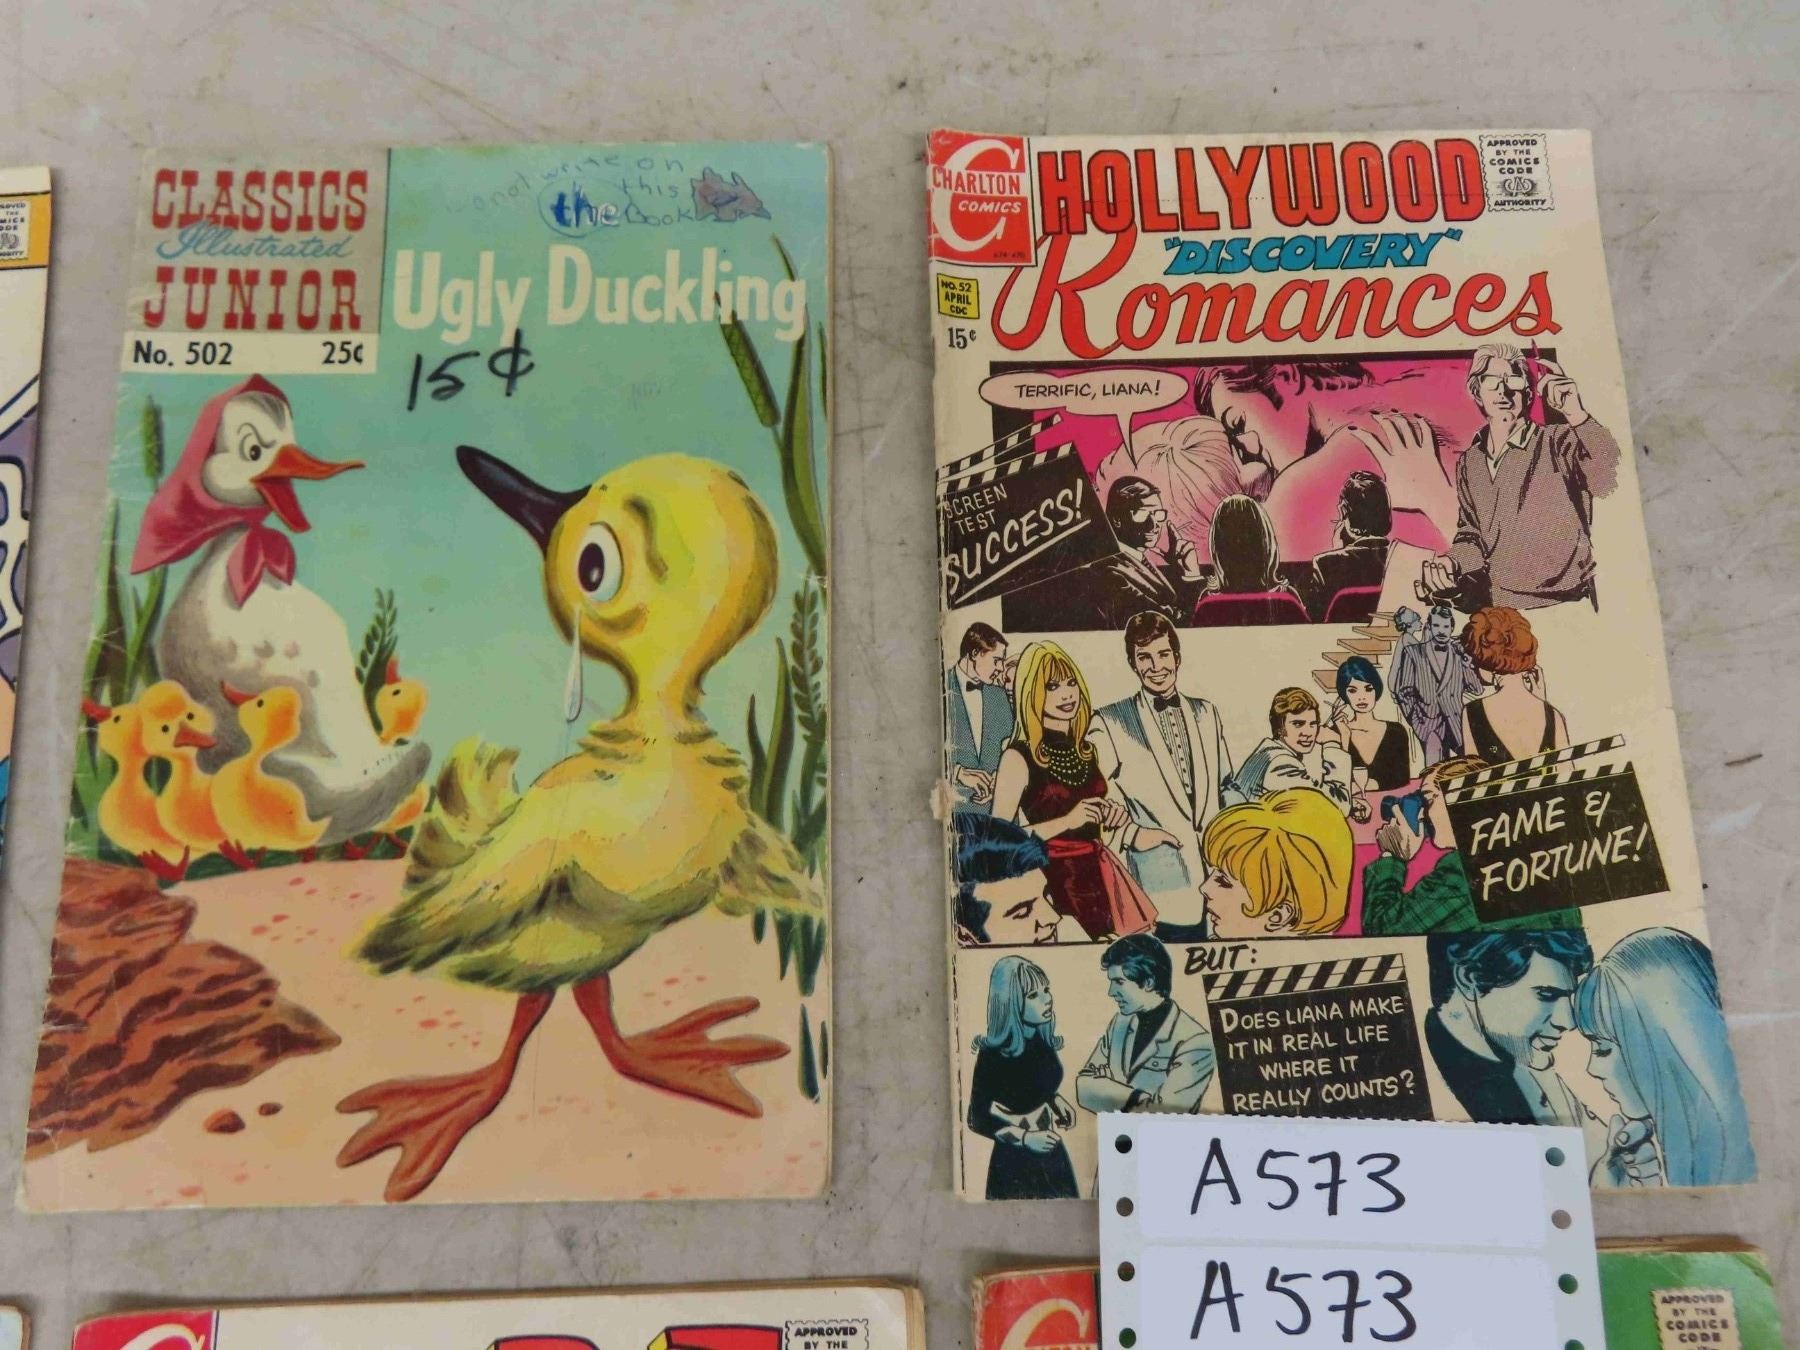 CLASSICS
Illustrated
JUNIOR
No. 502 25¢
not write on
this
the Book
Ugly Duckling
15¢
CHARLTON
COMICS
HOLLYWOOD
"DISCOVERY"
Romances
APPROVED
BY THE
COMICS
CODE
AUTHORITY
NO. 52
APRIL
CDC
15¢
TERRIFIC, LIANA!
SCREEN
TEST
SUCCESS!
FAME &
FORTUNE!
BUT:
DOES LIANA MAKE
IT IN REAL LIFE
WHERE IT
REALLY COUNTS?
A573
A573
APPROVED
BY THE
APPROVED
BY THE
COMICS
CODE